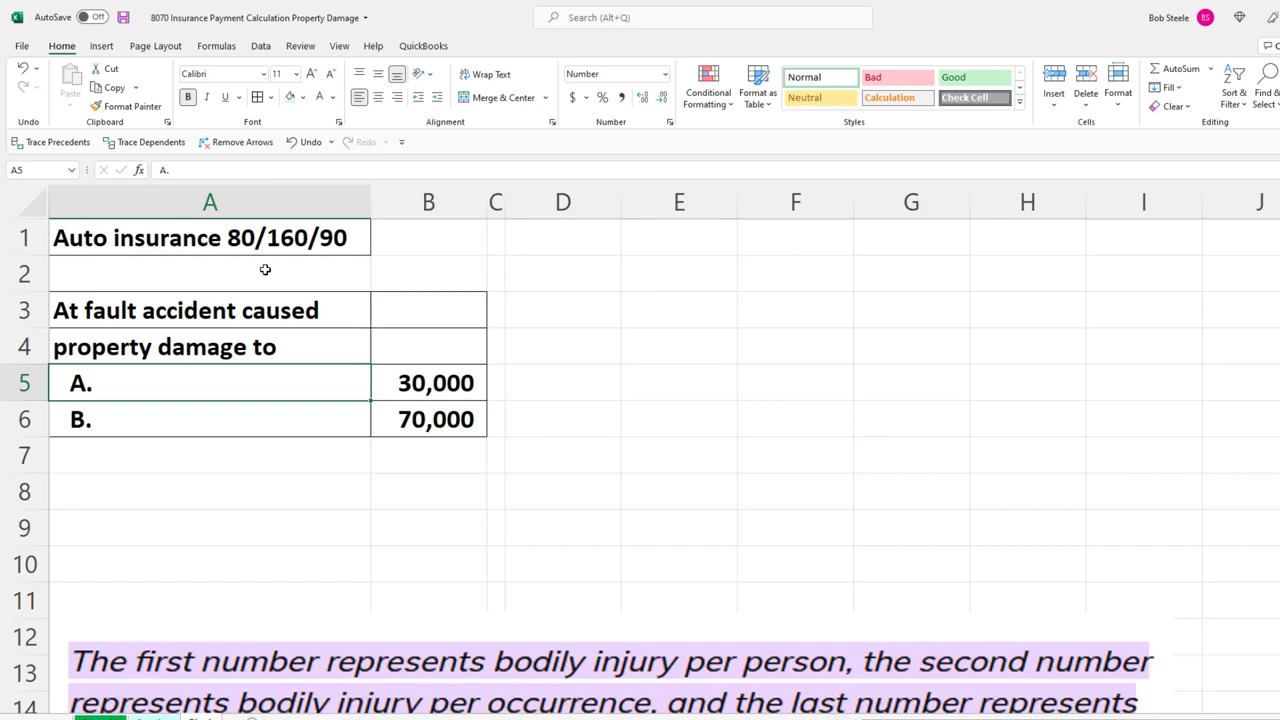 AutoSave Off 8070 Insurance Payment Calculation Property Damage Search (Alt+Q) Bob Steele BS
File Home Insert Page Layout Formulas Data Review View Help QuickBooks
Paste Cut Copy Format Painter Calibri 11 B I U A Wrap Text Merge & Center Number $ % Conditional Formatting Format as Table Normal Bad Good Neutral Calculation Check Cell Insert Delete Format AutoSum Fill Clear Sort & Filter Find & Select
Undo Clipboard Font Alignment Number Styles Cells Editing
Trace Precedents Trace Dependents Remove Arrows Undo Redo
A5 fx A.
A B C D E F G H I J
1 Auto insurance 80/160/90
2
3 At fault accident caused
4 property damage to
5 A. 30,000
6 B. 70,000
7
8
9
10
11
12
The first number represents bodily injury per person, the second number
13
represents bodily injury per occurrence, and the last number represents
14